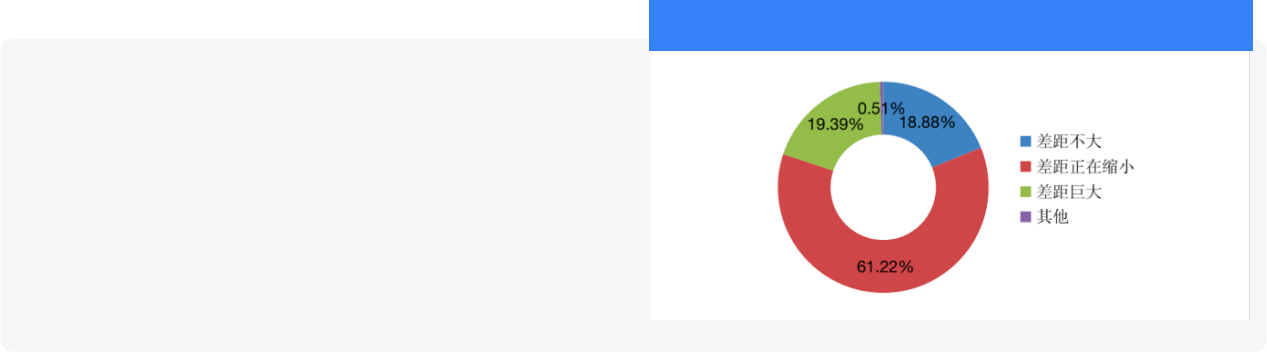 0.51%
19.39%
18.88%
61.22%
差距不大
差距正在缩小
差距巨大
其他